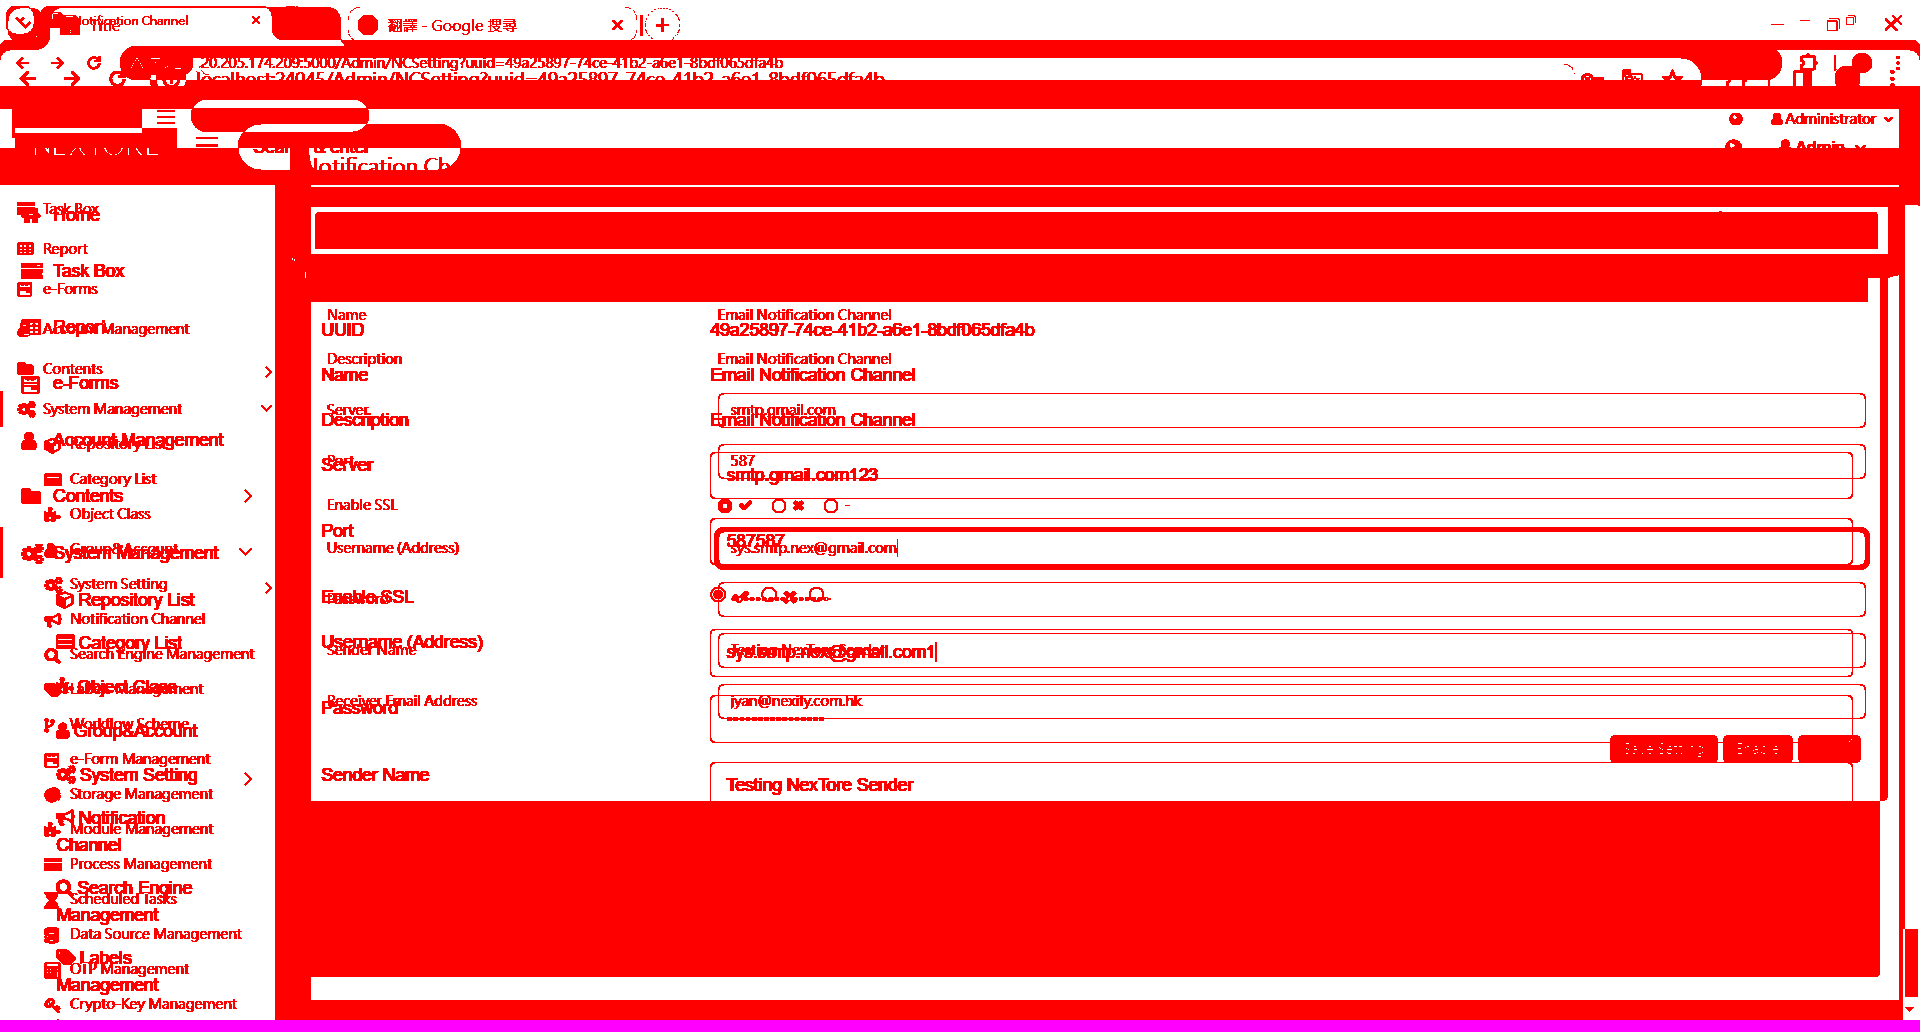 Notification Channel
Title
翻譯 - Google 搜尋
20.205.174.209:5000/Admin/NCSetting?uuid=49a25897-74ce-41b2-a6e1-8bdf065dfa4b
localhost:24045/Admin/NCSetting?uuid=49a25897-74ce-41b2-a6e1-8bdf065dfa4b
Administrator
Admin
NEXTORE
Notification Ch
Task Box
Home
Report
Task Box
e-Forms
Account Management
Report
Contents
e-Forms
System Management
Account Management
Repository List
Category List
Contents
Object Class
Group&Account
System Management
System Setting
Repository List
Notification Channel
Category List
Search Engine Management
Object Class
Management
Workflow Scheme
Group&Account
e-Form Management
System Setting
Storage Management
Notification
Module Management
Channel
Process Management
Search Engine
Scheduled Tasks
Management
Data Source Management
Labels
OTP Management
Management
Crypto-Key Management
Name Email Notification Channel
UUID 49a25897-74ce-41b2-a6e1-8bdf065dfa4b
Description Email Notification Channel
Name Email Notification Channel
Server smtp.gmail.com
Description Email Notification Channel
Port 587
Server smtp.gmail.com123
Enable SSL -
Port 587587
Username (Address) sys.smtp.nex@gmail.com
Enable SSL
Password
Username (Address) sys.smtp.nex@gmail.com1
Sender Name Testing NexTore Sender
Receiver Email Address jyan@nexify.com.hk
Password
Save Setting Enable
Sender Name Testing NexTore Sender